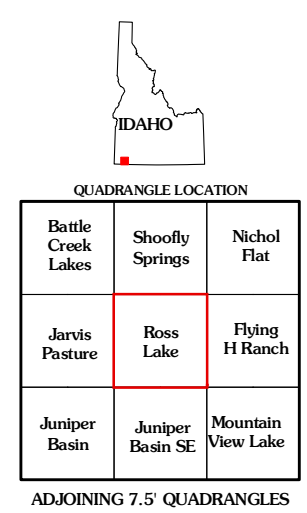 IDAHO
QUADRANGLE LOCATION
Battle
Creek
Lakes
Shoofly
Springs
Nichol
Flat
Jarvis
Pasture
Ross
Lake
Flying
H Ranch
Juniper
Basin
Juniper
Basin SE
Mountain
View Lake
ADJOINING 7.5' QUADRANGLES